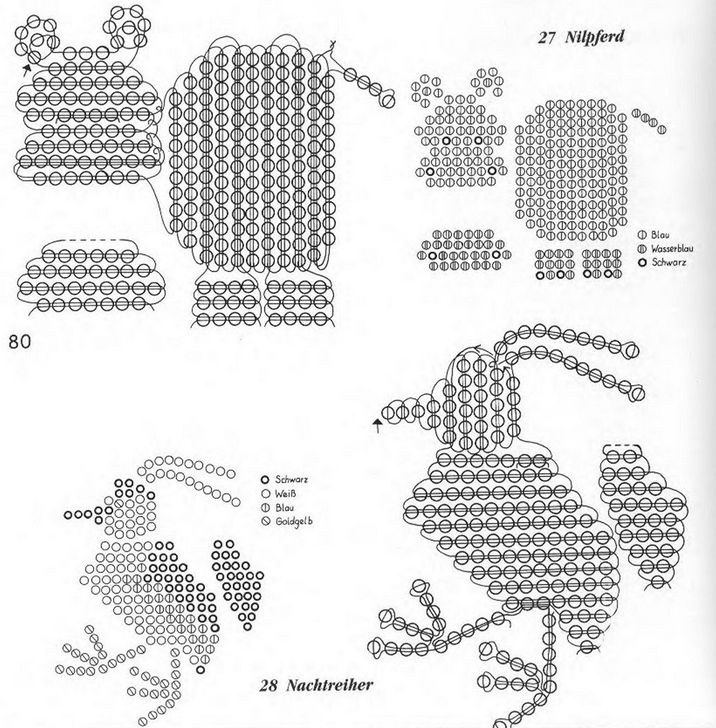 27 Nilpferd
Blau
Wasserblau
Schwarz
80
Schwarz
Weiß
Blau
Goldgelb
28 Nachtreiher